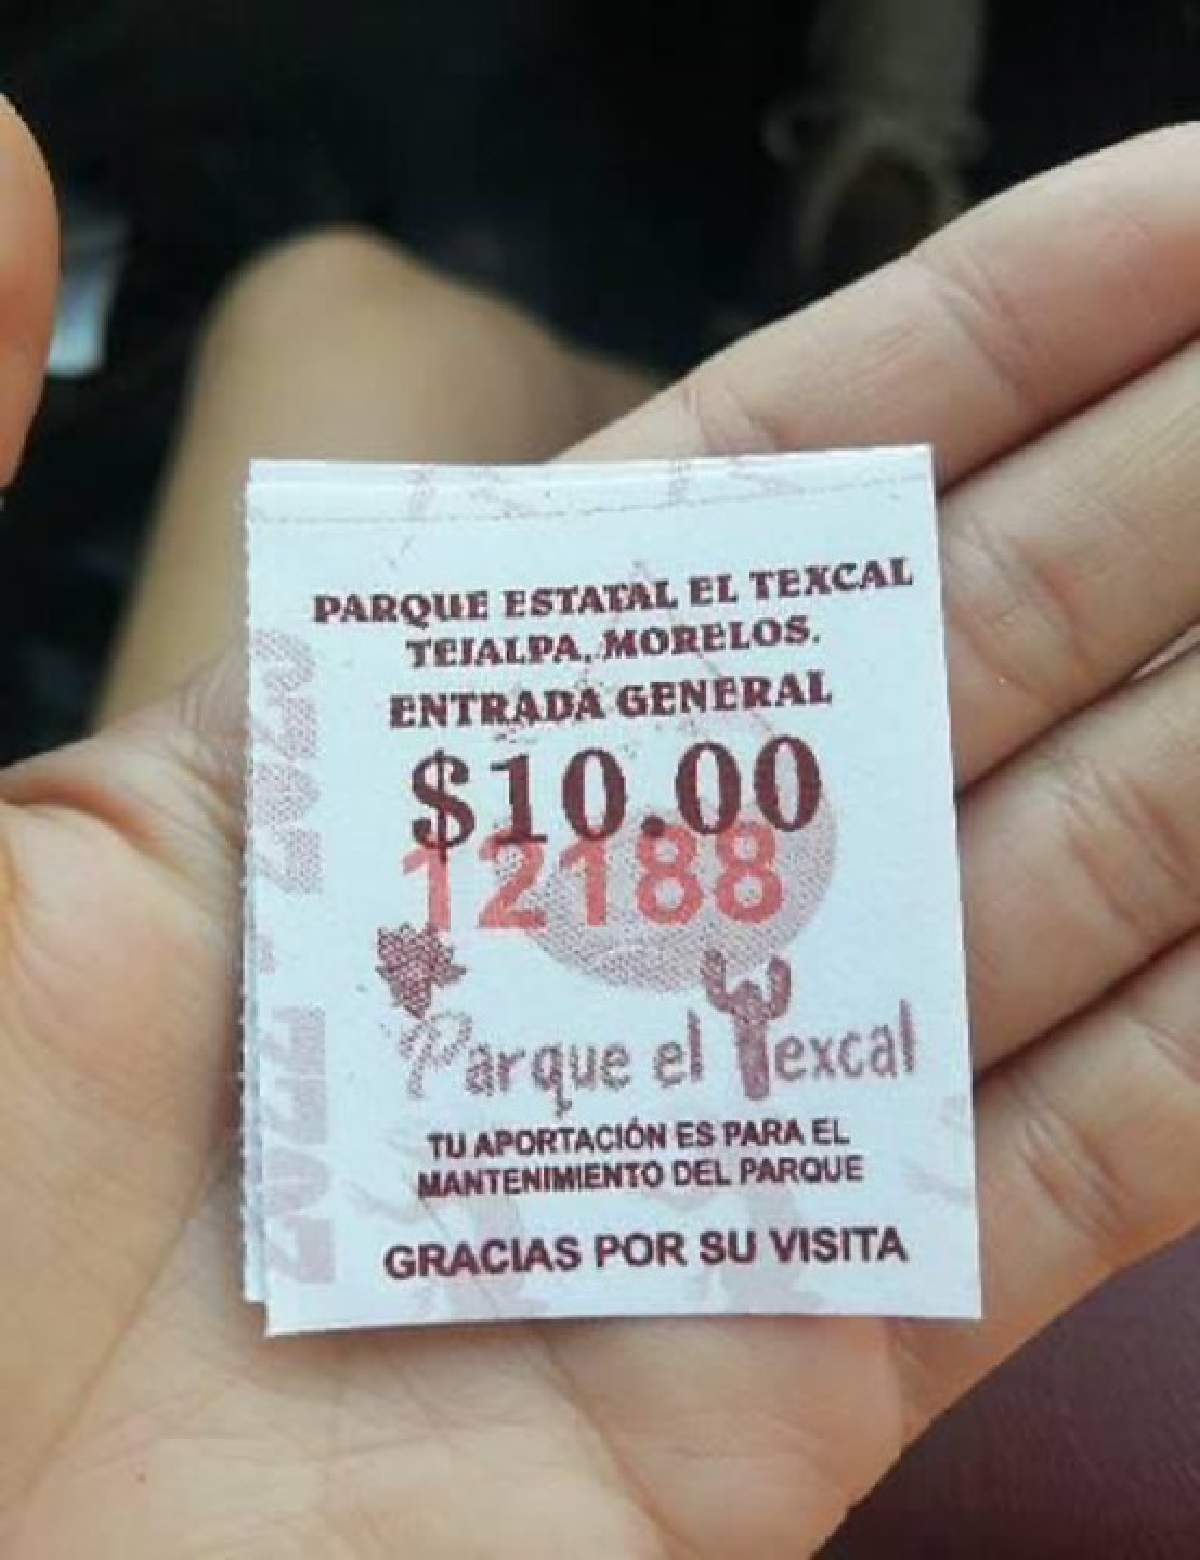 PARQUE ESTATAL EL TEXCAL
TEJALPA, MORELOS.
ENTRADA GENERAL
$10.00
12188
Parque el Texcal
TU APORTACIÓN ES PARA EL
MANTENIMIENTO DEL PARQUE
GRACIAS POR SU VISITA